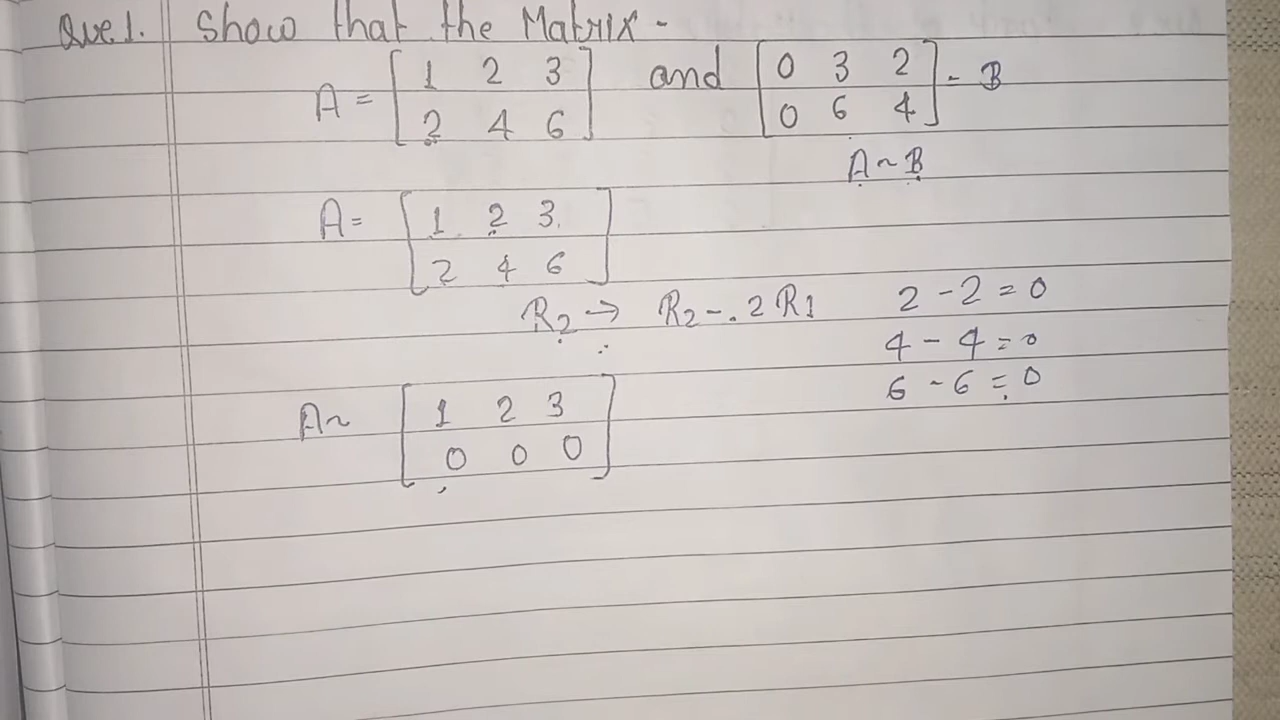 Que 1. Show that the Matrix -
A = [ 1 2 3 ] and [ 0 3 2 ] - B
[ 2 4 6 ] [ 0 6 4 ]
A ~ B
A = [ 1 2 3 ]
[ 2 4 6 ]
R2 → R2 - 2R1 2 - 2 = 0
4 - 4 = 0
6 - 6 = 0
A~ [ 1 2 3 ]
[ 0 0 0 ]